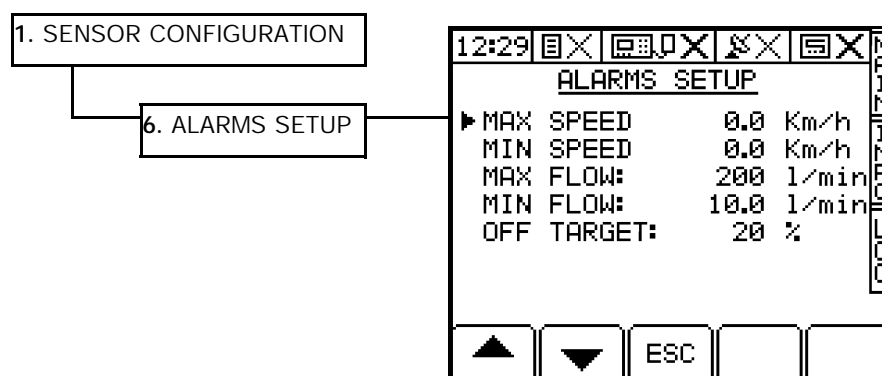 1. SENSOR CONFIGURATION
6. ALARMS SETUP
12:29
ALARMS SETUP
MAX SPEED 0.0 Km/h
MIN SPEED 0.0 Km/h
MAX FLOW: 200 l/min
MIN FLOW: 10.0 l/min
OFF TARGET: 20 %
ESC